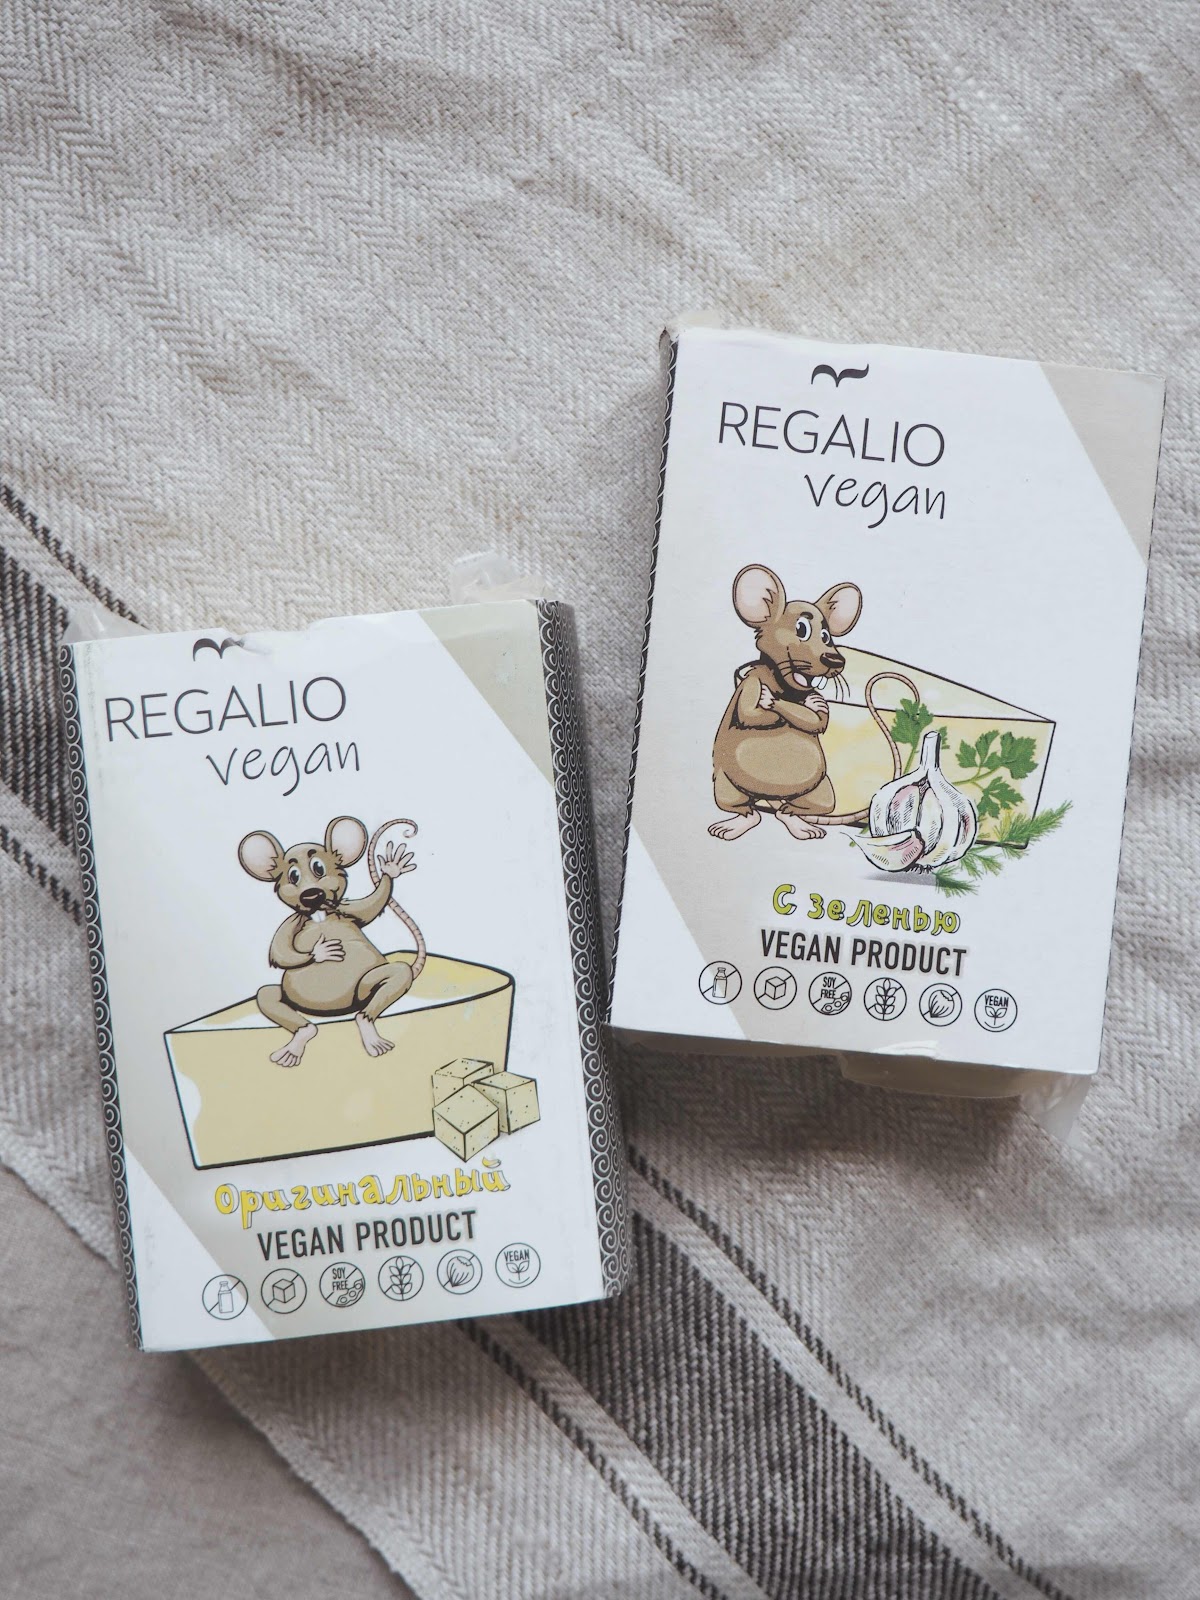 REGALIO
vegan
Оригинальный
VEGAN PRODUCT
SOY
FREE
VEGAN
REGALIO
vegan
С зеленью
VEGAN PRODUCT
SOY
FREE
VEGAN